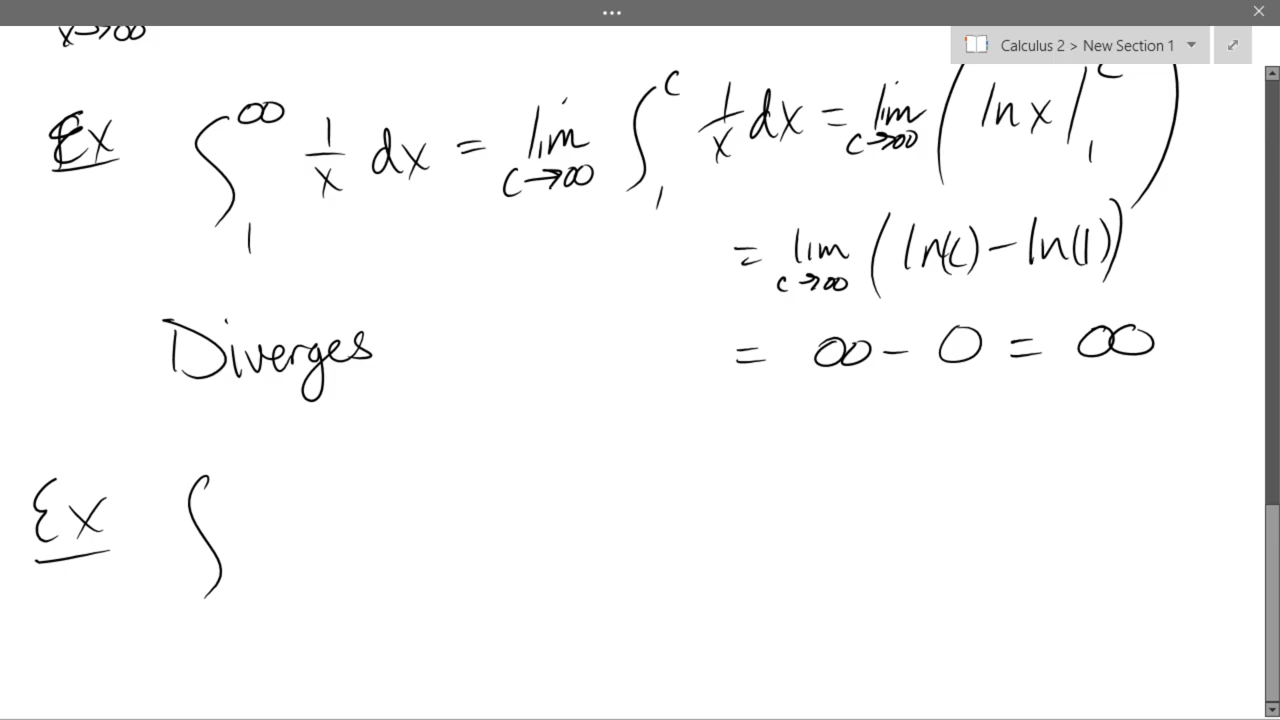 ...
Calculus 2 > New Section 1
x→∞
Ex ∫₁^∞ 1/x dx = lim_{c→∞} ∫₁^c 1/x dx = lim_{c→∞} ( ln x |₁^c )
= lim_{c→∞} ( ln(c) − ln(1) )
Diverges = ∞ − 0 = ∞
Ex ∫